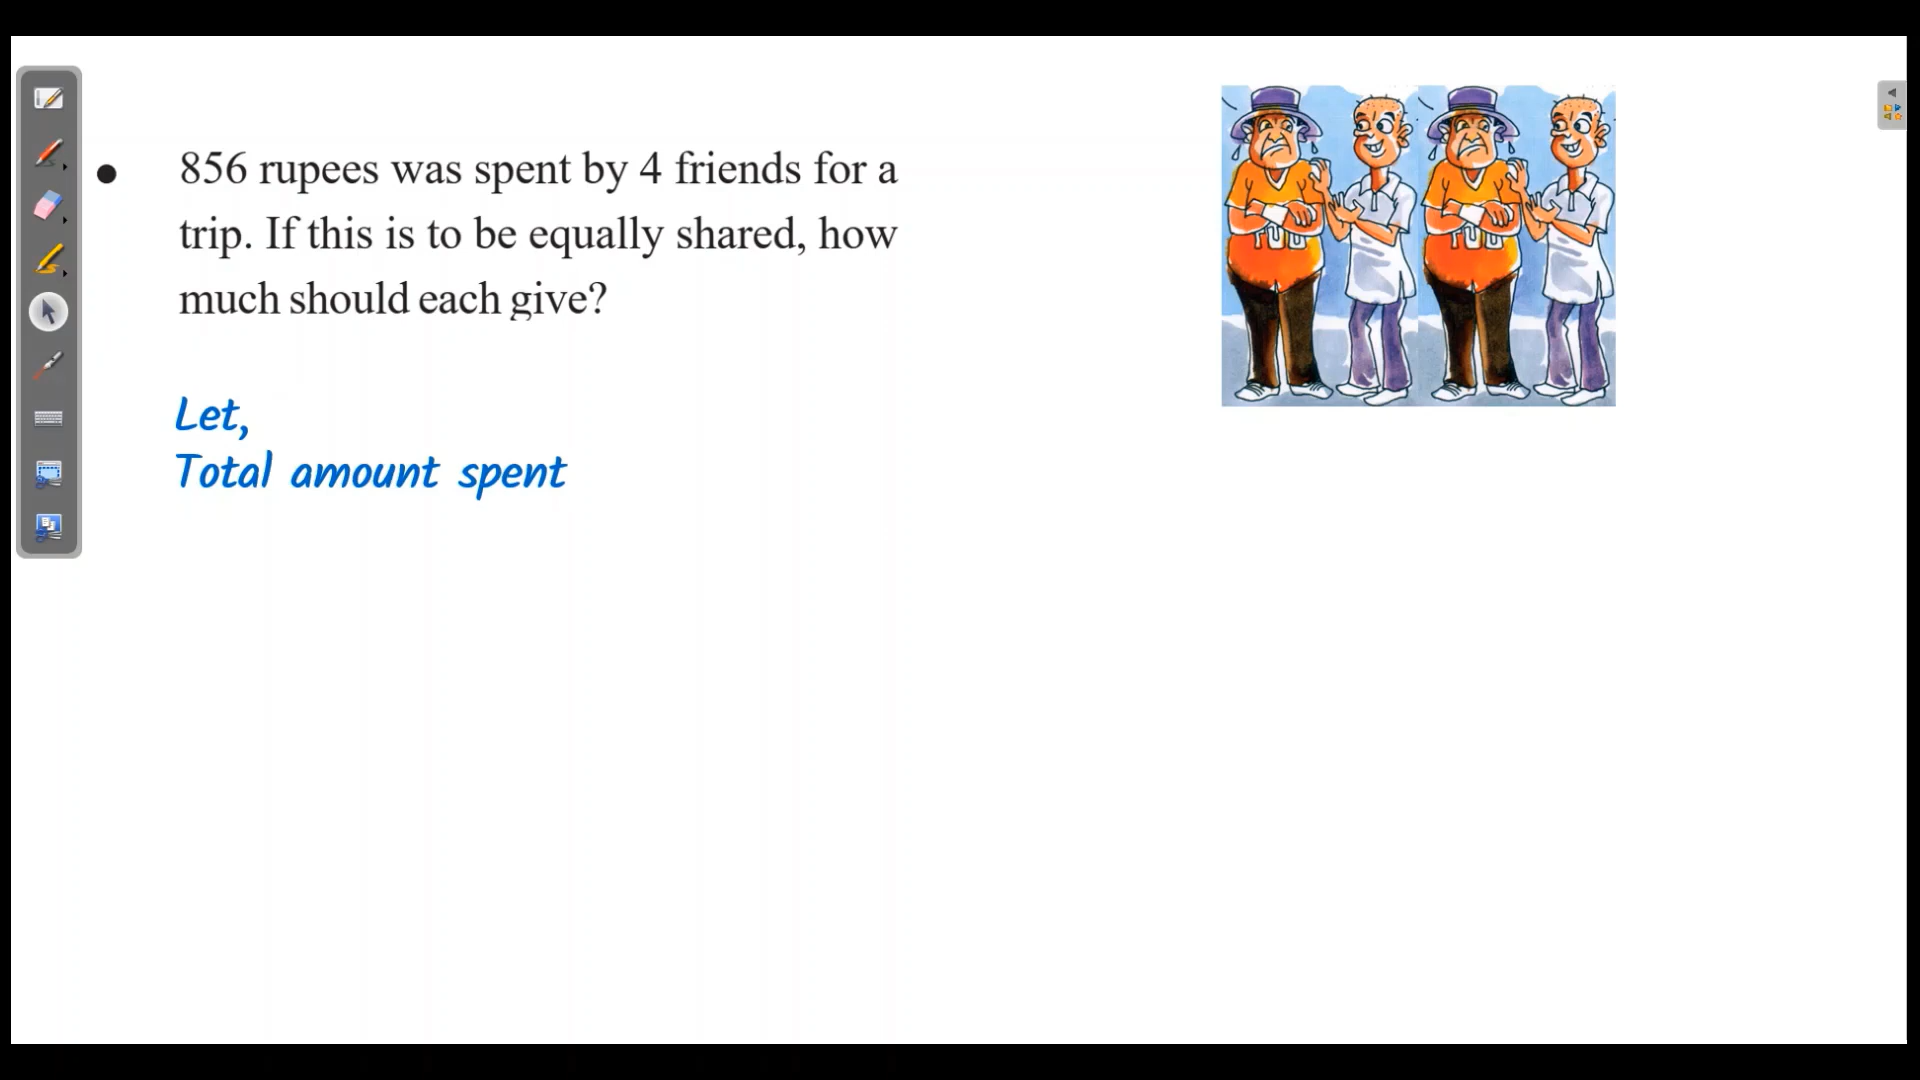 856 rupees was spent by 4 friends for a
trip. If this is to be equally shared, how
much should each give?
Let,
Total amount spent